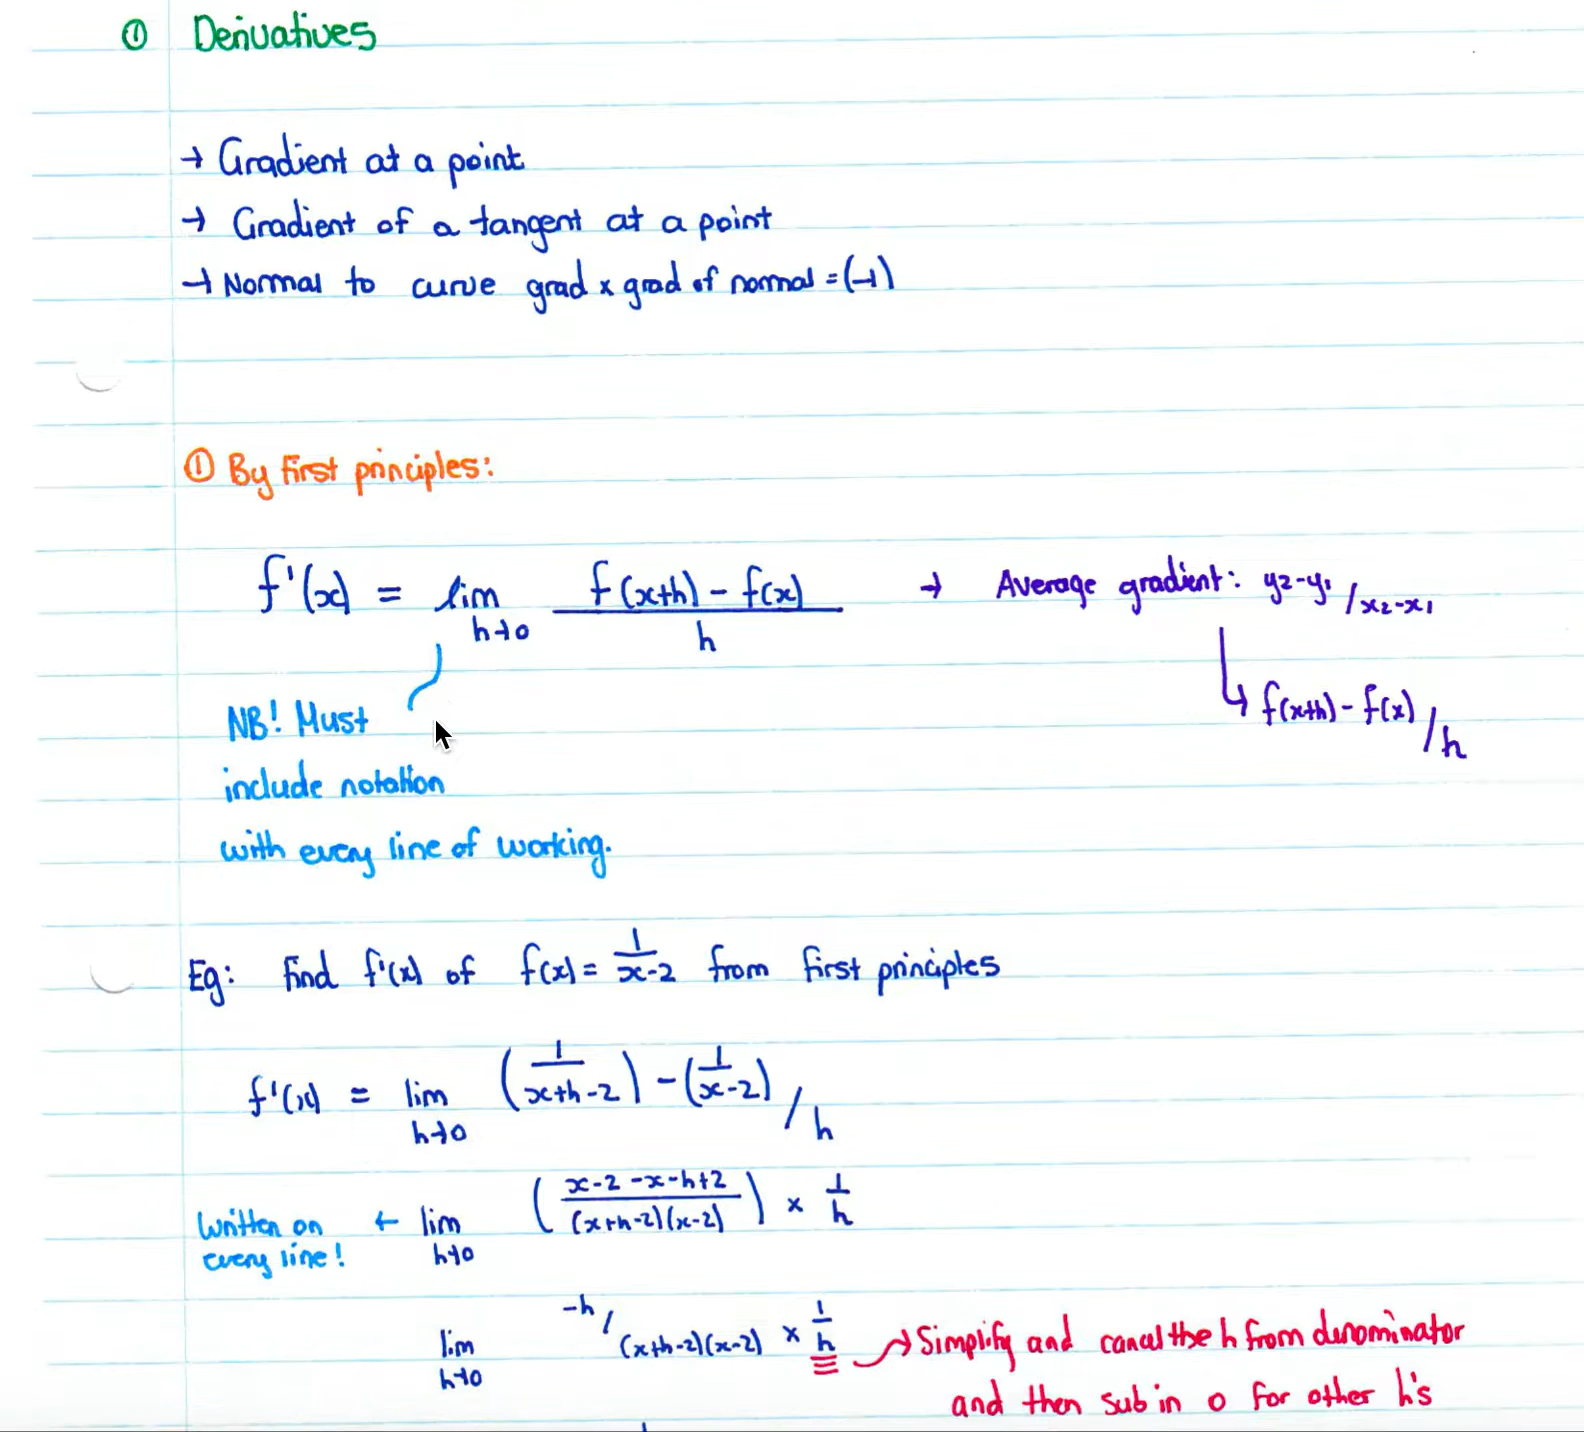 ① Derivatives
→ Gradient at a point
→ Gradient of a tangent at a point
→ Normal to curve grad x grad of normal = (-1)
① By first principles:
f'(x) = lim h→0 f(x+h) - f(x) / h → Average gradient: y2-y1 / x2-x1
↳ f(x+h) - f(x) / h
NB! Must
include notation
with every line of working.
Eg: Find f'(x) of f(x) = 1/x-2 from first principles
f'(x) = lim h→0 (1/x+h-2) - (1/x-2) / h
Written on every line! ← lim h→0 (x-2-x-h+2 / (x+h-2)(x-2)) x 1/h
lim h→0 -h / (x+h-2)(x-2) x 1/h → Simplify and cancel the h from denominator
and then sub in 0 for other h's